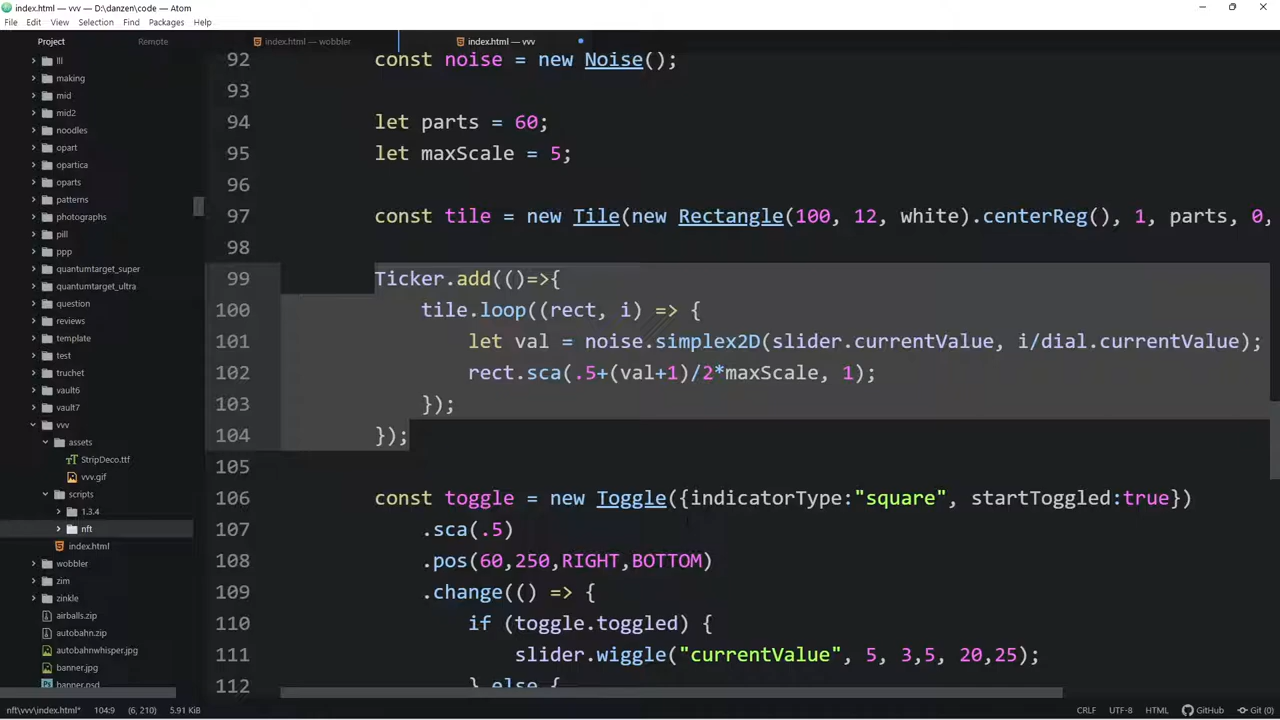 index.html — vvv — D:\danzen\code — Atom
File Edit View Selection Find Packages Help
Project Remote
index.html — wobbler
index.html — vvv
lll
making
mid
mid2
noodles
opart
opartica
oparts
patterns
photographs
pill
ppp
quantumtarget_super
quantumtarget_ultra
question
reviews
template
test
truchet
vault6
vault7
vvv
assets
StripDeco.ttf
vvv.gif
scripts
1.3.4
nft
index.html
wobbler
zim
zinkle
airballs.zip
autobahn.zip
autobahnwhisper.jpg
banner.jpg
banner.psd
92 const noise = new Noise();
93
94 let parts = 60;
95 let maxScale = 5;
96
97 const tile = new Tile(new Rectangle(100, 12, white).centerReg(), 1, parts, 0,
98
99 Ticker.add(()=>{
100 tile.loop((rect, i) => {
101 let val = noise.simplex2D(slider.currentValue, i/dial.currentValue);
102 rect.sca(.5+(val+1)/2*maxScale, 1);
103 });
104 });
105
106 const toggle = new Toggle({indicatorType:"square", startToggled:true})
107 .sca(.5)
108 .pos(60,250,RIGHT,BOTTOM)
109 .change(() => {
110 if (toggle.toggled) {
111 slider.wiggle("currentValue", 5, 3,5, 20,25);
112 } else {
nft\vvv\index.html* 104:9 (6, 210) 5.91 KiB CRLF UTF-8 HTML GitHub Git (0)